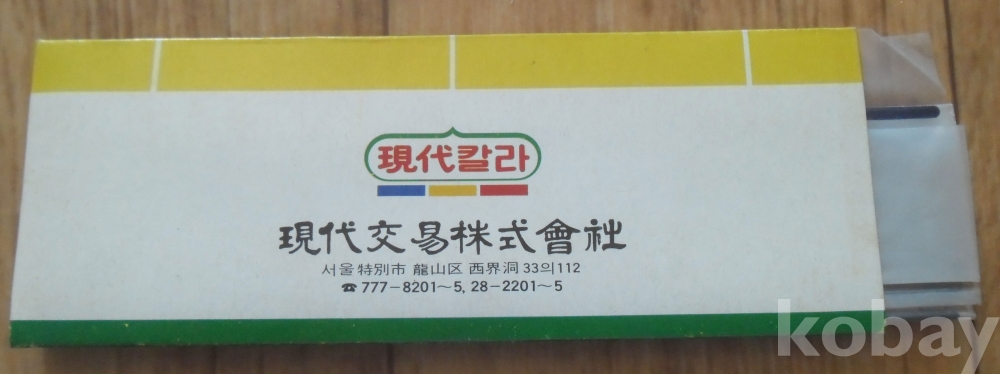 現代칼라
現代交易株式會社
서울特別市 龍山区 西界洞 33의112
☎ 777-8201~5, 28-2201~5
kobay